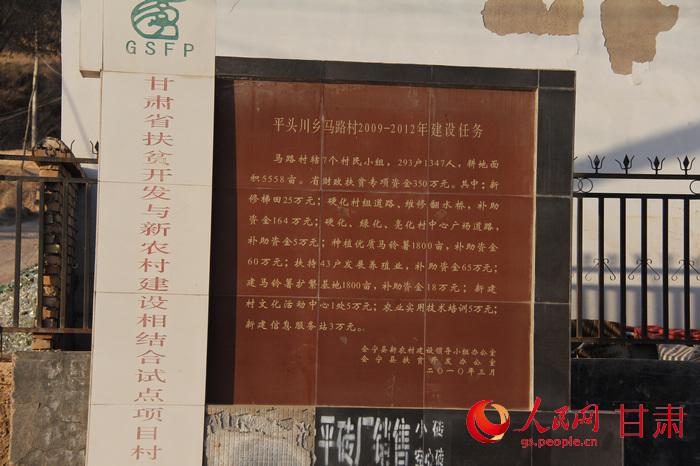 GSFP
甘肃省扶贫开发与新农村建设相结合试点项目村
平头川乡马路村2009-2012年建设任务
马路村辖7个村民小组，293户1347人，耕地面
积5558亩。省财政扶贫专项资金350万元。其中：新
修梯田25万元；硬化村组道路、维修翻水桥，补助
资金164万元；硬化、绿化、亮化村中心广场道路，
补助资金5万元；种植优质马铃薯1800亩，补助资金
60万元；扶持43户发展养殖业，补助资金65万元；
建马铃薯扩繁基地1800亩，补助资金18万元；新建
村文化活动中心1处5万元；农业实用技术培训5万元；
新建信息服务站3万元。
会宁县新农村建设领导小组办公室
会宁县扶贫开发办公室
二〇一〇年三月
平砖厂销售
小砖
空心砖
人民网 甘肃
gs.people.cn